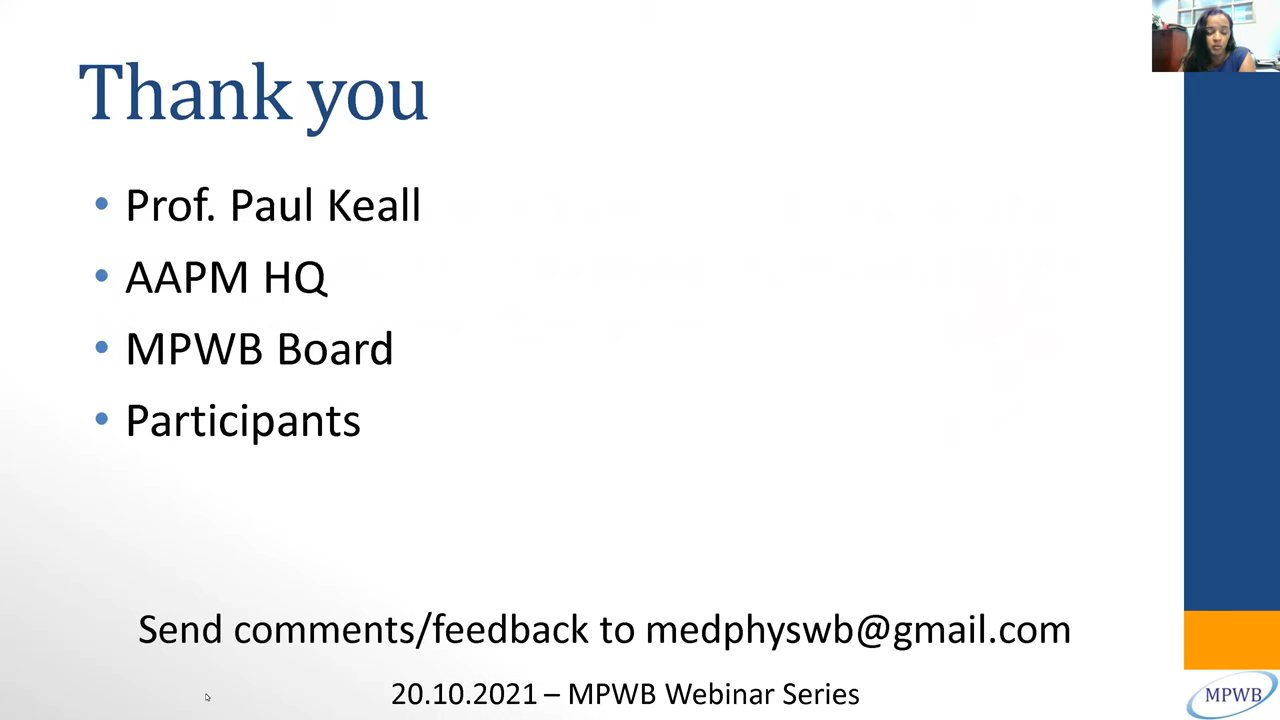 Thank you
• Prof. Paul Keall
• AAPM HQ
• MPWB Board
• Participants
Send comments/feedback to medphyswb@gmail.com
20.10.2021 – MPWB Webinar Series
MPWB